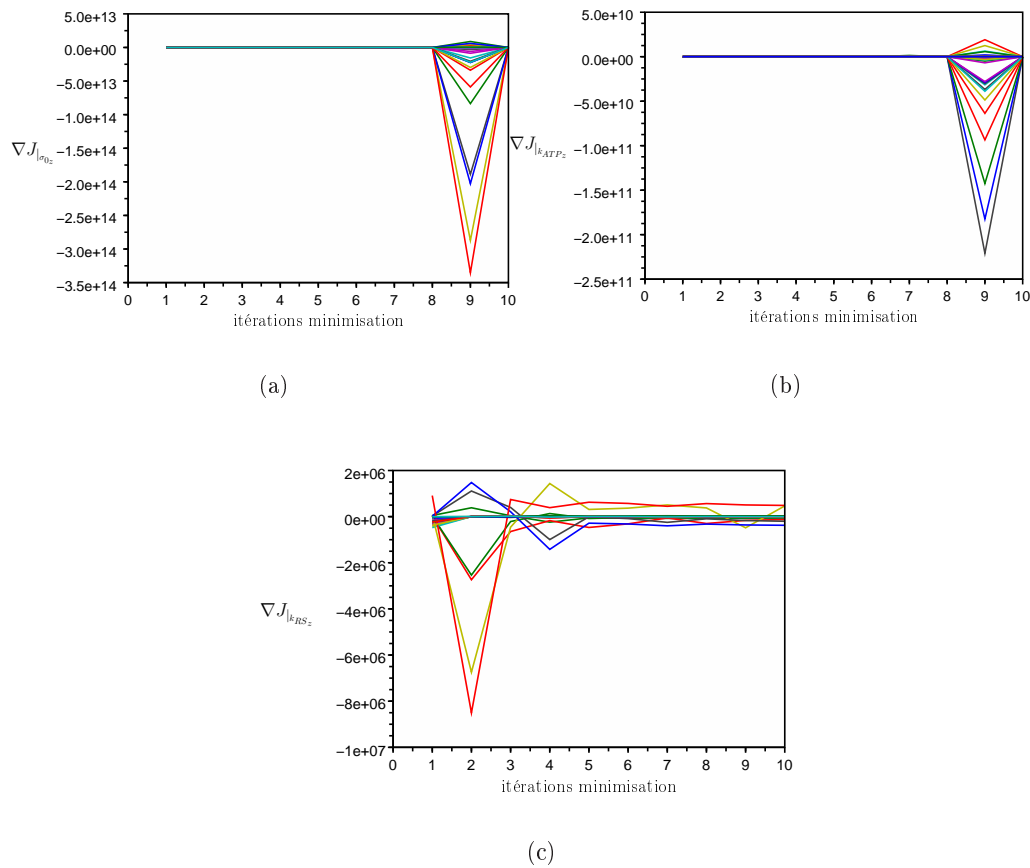 5.0e+13
0.0e+00
−5.0e+13
−1.0e+14
−1.5e+14
−2.0e+14
−2.5e+14
−3.0e+14
−3.5e+14
∇J|σ0z
0 1 2 3 4 5 6 7 8 9 10
itérations minimisation
(a)
5.0e+10
0.0e+00
−5.0e+10
−1.0e+11
−1.5e+11
−2.0e+11
−2.5e+11
∇J|kATPz
0 1 2 3 4 5 6 7 8 9 10
itérations minimisation
(b)
2e+06
0e+00
−2e+06
−4e+06
−6e+06
−8e+06
−1e+07
∇J|kRSz
0 1 2 3 4 5 6 7 8 9 10
itérations minimisation
(c)